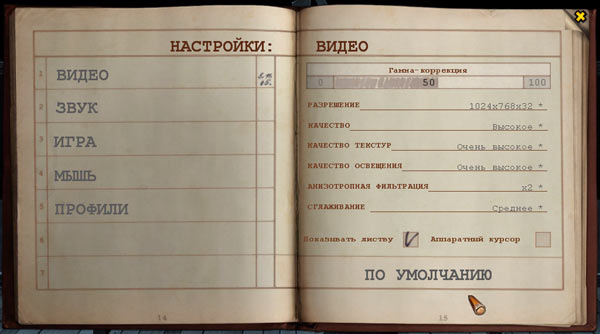 НАСТРОЙКИ:
1 ВИДЕО
2 ЗВУК
3 ИГРА
4 МЫШЬ
5 ПРОФИЛИ
6
7
14
ВИДЕО
Гамма-коррекция
0 50 100
РАЗРЕШЕНИЕ 1024x768x32 *
КАЧЕСТВО Высокое *
КАЧЕСТВО ТЕКСТУР Очень высокое *
КАЧЕСТВО ОСВЕЩЕНИЯ Очень высокое *
АНИЗОТРОПНАЯ ФИЛЬТРАЦИЯ x2 *
СГЛАЖИВАНИЕ Среднее *
Показывать листву Аппаратный курсор
ПО УМОЛЧАНИЮ
15